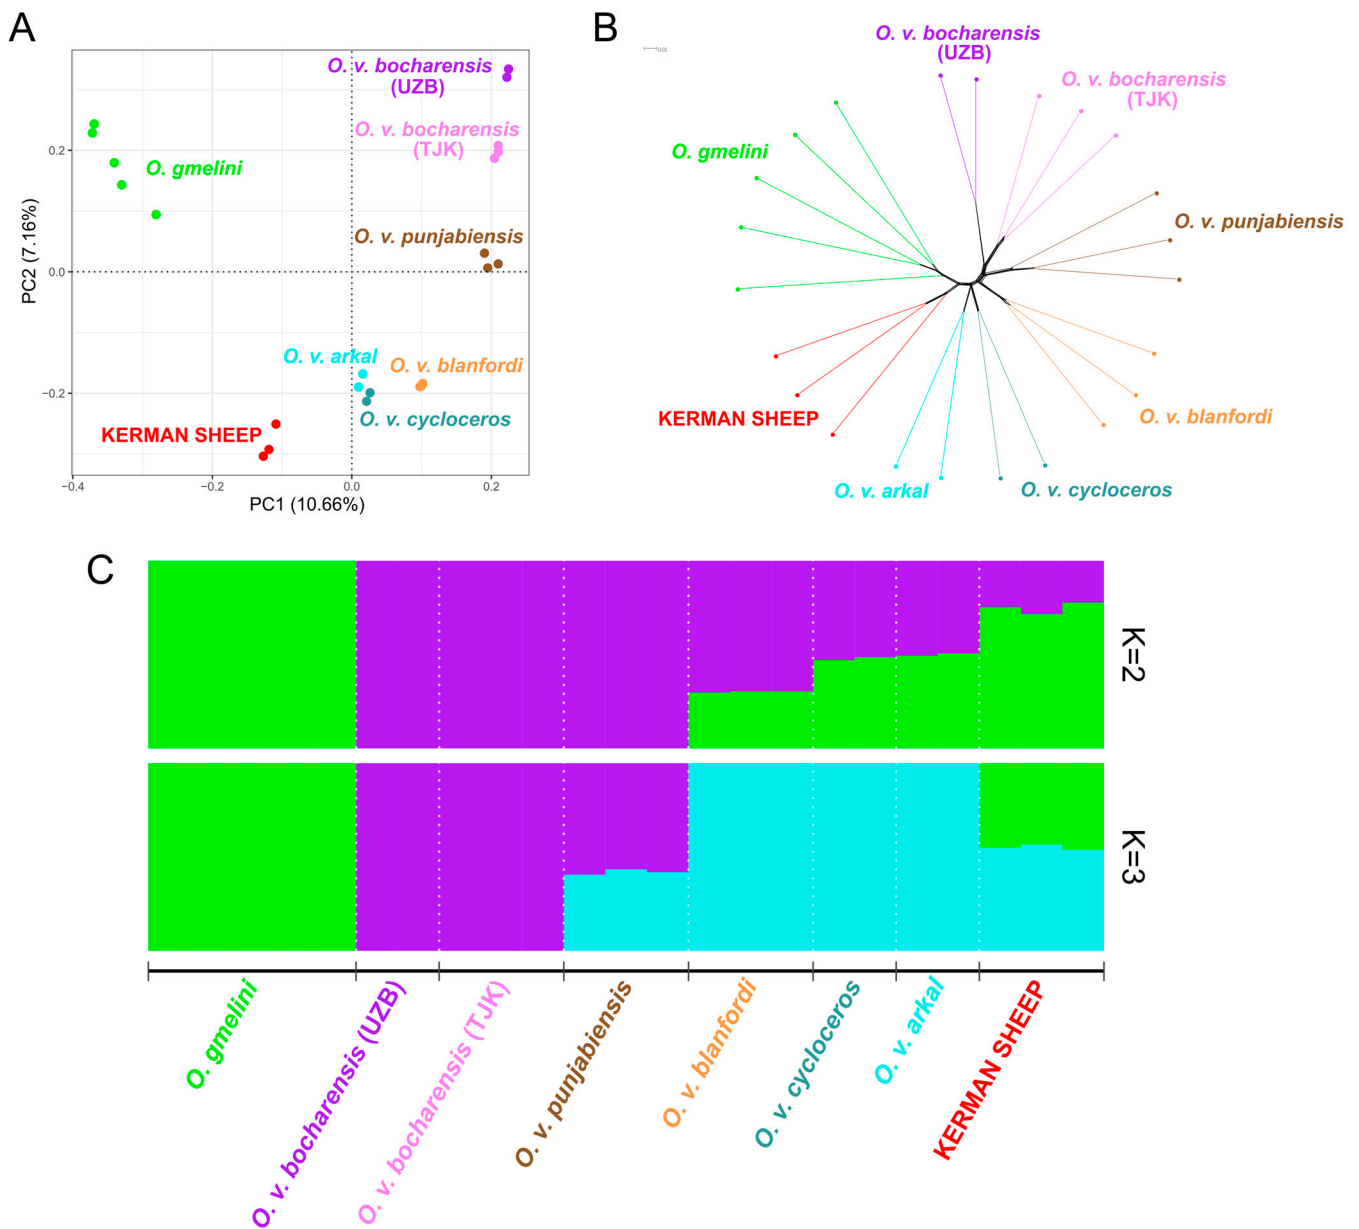 A
O. v. bocharensis
(UZB)
O. v. bocharensis
(TJK)
O. gmelini
O. v. punjabiensis
O. v. arkal
O. v. blanfordi
O. v. cycloceros
KERMAN SHEEP
PC2 (7.16%)
0.2
0.0
−0.2
−0.4
−0.2
0.0
0.2
PC1 (10.66%)
B
0.01
O. v. bocharensis
(UZB)
O. v. bocharensis
(TJK)
O. gmelini
O. v. punjabiensis
KERMAN SHEEP
O. v. blanfordi
O. v. arkal
O. v. cycloceros
C
K=2
K=3
O. gmelini
O. v. bocharensis (UZB)
O. v. bocharensis (TJK)
O. v. punjabiensis
O. v. blanfordi
O. v. cycloceros
O. v. arkal
KERMAN SHEEP